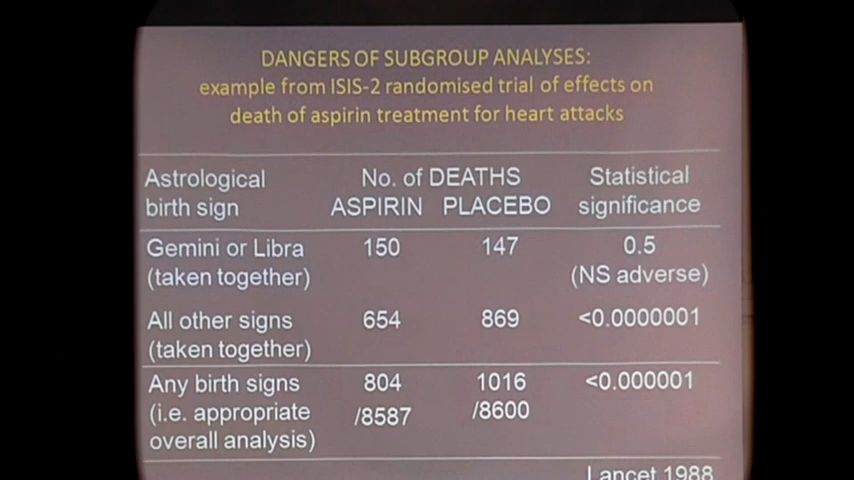 DANGERS OF SUBGROUP ANALYSES:
example from ISIS-2 randomised trial of effects on
death of aspirin treatment for heart attacks
Astrological No. of DEATHS Statistical
birth sign ASPIRIN PLACEBO significance
Gemini or Libra 150 147 0.5
(taken together) (NS adverse)
All other signs 654 869 <0.0000001
(taken together)
Any birth signs 804 1016 <0.000001
(i.e. appropriate /8587 /8600
overall analysis)
Lancet 1988